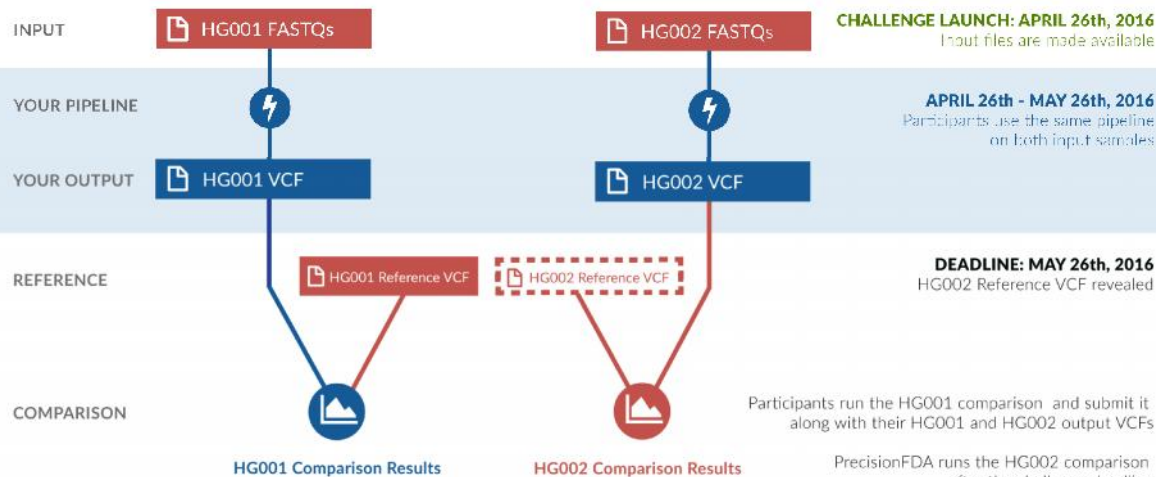 INPUT
HG001 FASTQs
HG002 FASTQs
CHALLENGE LAUNCH: APRIL 26th, 2016
Input files are made available
YOUR PIPELINE
APRIL 26th - MAY 26th, 2016
Participants use the same pipeline
on both input samples
YOUR OUTPUT
HG001 VCF
HG002 VCF
REFERENCE
HG001 Reference VCF
HG002 Reference VCF
DEADLINE: MAY 26th, 2016
HG002 Reference VCF revealed
COMPARISON
Participants run the HG001 comparison and submit it
along with their HG001 and HG002 output VCFs
HG001 Comparison Results
HG002 Comparison Results
PrecisionFDA runs the HG002 comparison